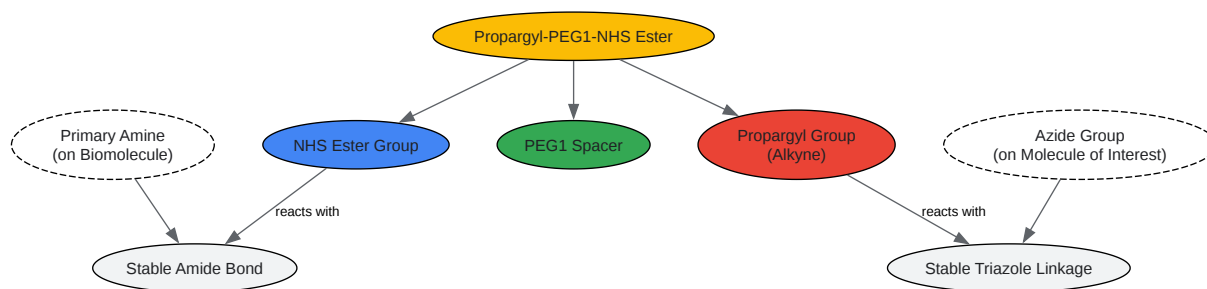 Propargyl-PEG1-NHS Ester
Primary Amine
(on Biomolecule)
NHS Ester Group
PEG1 Spacer
Propargyl Group
(Alkyne)
Azide Group
(on Molecule of Interest)
reacts with
reacts with
Stable Amide Bond
Stable Triazole Linkage